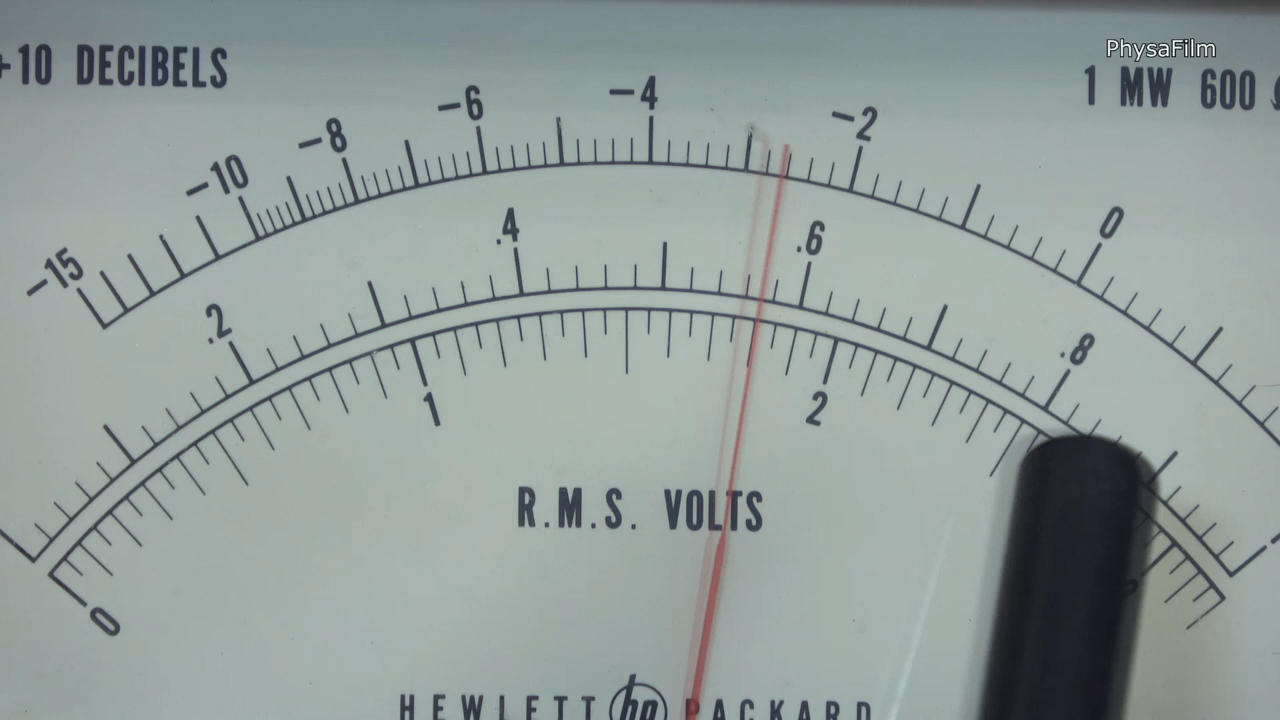 PhysaFilm
+10 DECIBELS
1 MW 600
-15 -10 -8 -6 -4 -2 0
.2 .4 .6 .8
0 1 2
R.M.S. VOLTS
HEWLETT hp PACKARD